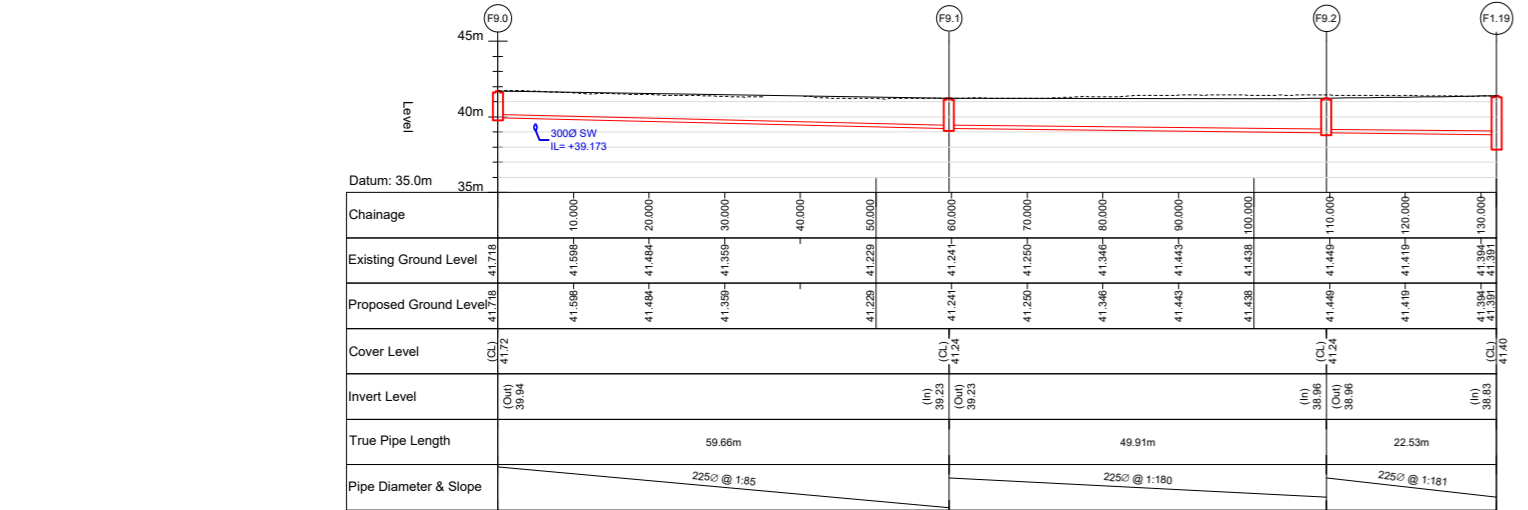 F9.0 F9.1 F9.2 F1.19
45m
40m
35m
Level
300Ø SW
IL= +39.173
Datum: 35.0m
Chainage 10.000 20.000 30.000 40.000 50.000 60.000 70.000 80.000 90.000 100.000 110.000 120.000 130.000
Existing Ground Level 41.718 41.598 41.484 41.359 41.229 41.241 41.250 41.346 41.443 41.438 41.449 41.419 41.394 41.391
Proposed Ground Level 41.718 41.598 41.484 41.359 41.229 41.241 41.250 41.346 41.443 41.438 41.449 41.419 41.394 41.391
Cover Level (CL) 41.72 (CL) 41.24 (CL) 41.24 (CL) 41.40
Invert Level (Out) 39.94 (In) 39.23 (Out) 39.23 (In) 38.96 (Out) 38.96 (In) 38.83
True Pipe Length 59.66m 49.91m 22.53m
Pipe Diameter & Slope 225∅ @ 1:85 225∅ @ 1:180 225∅ @ 1:181